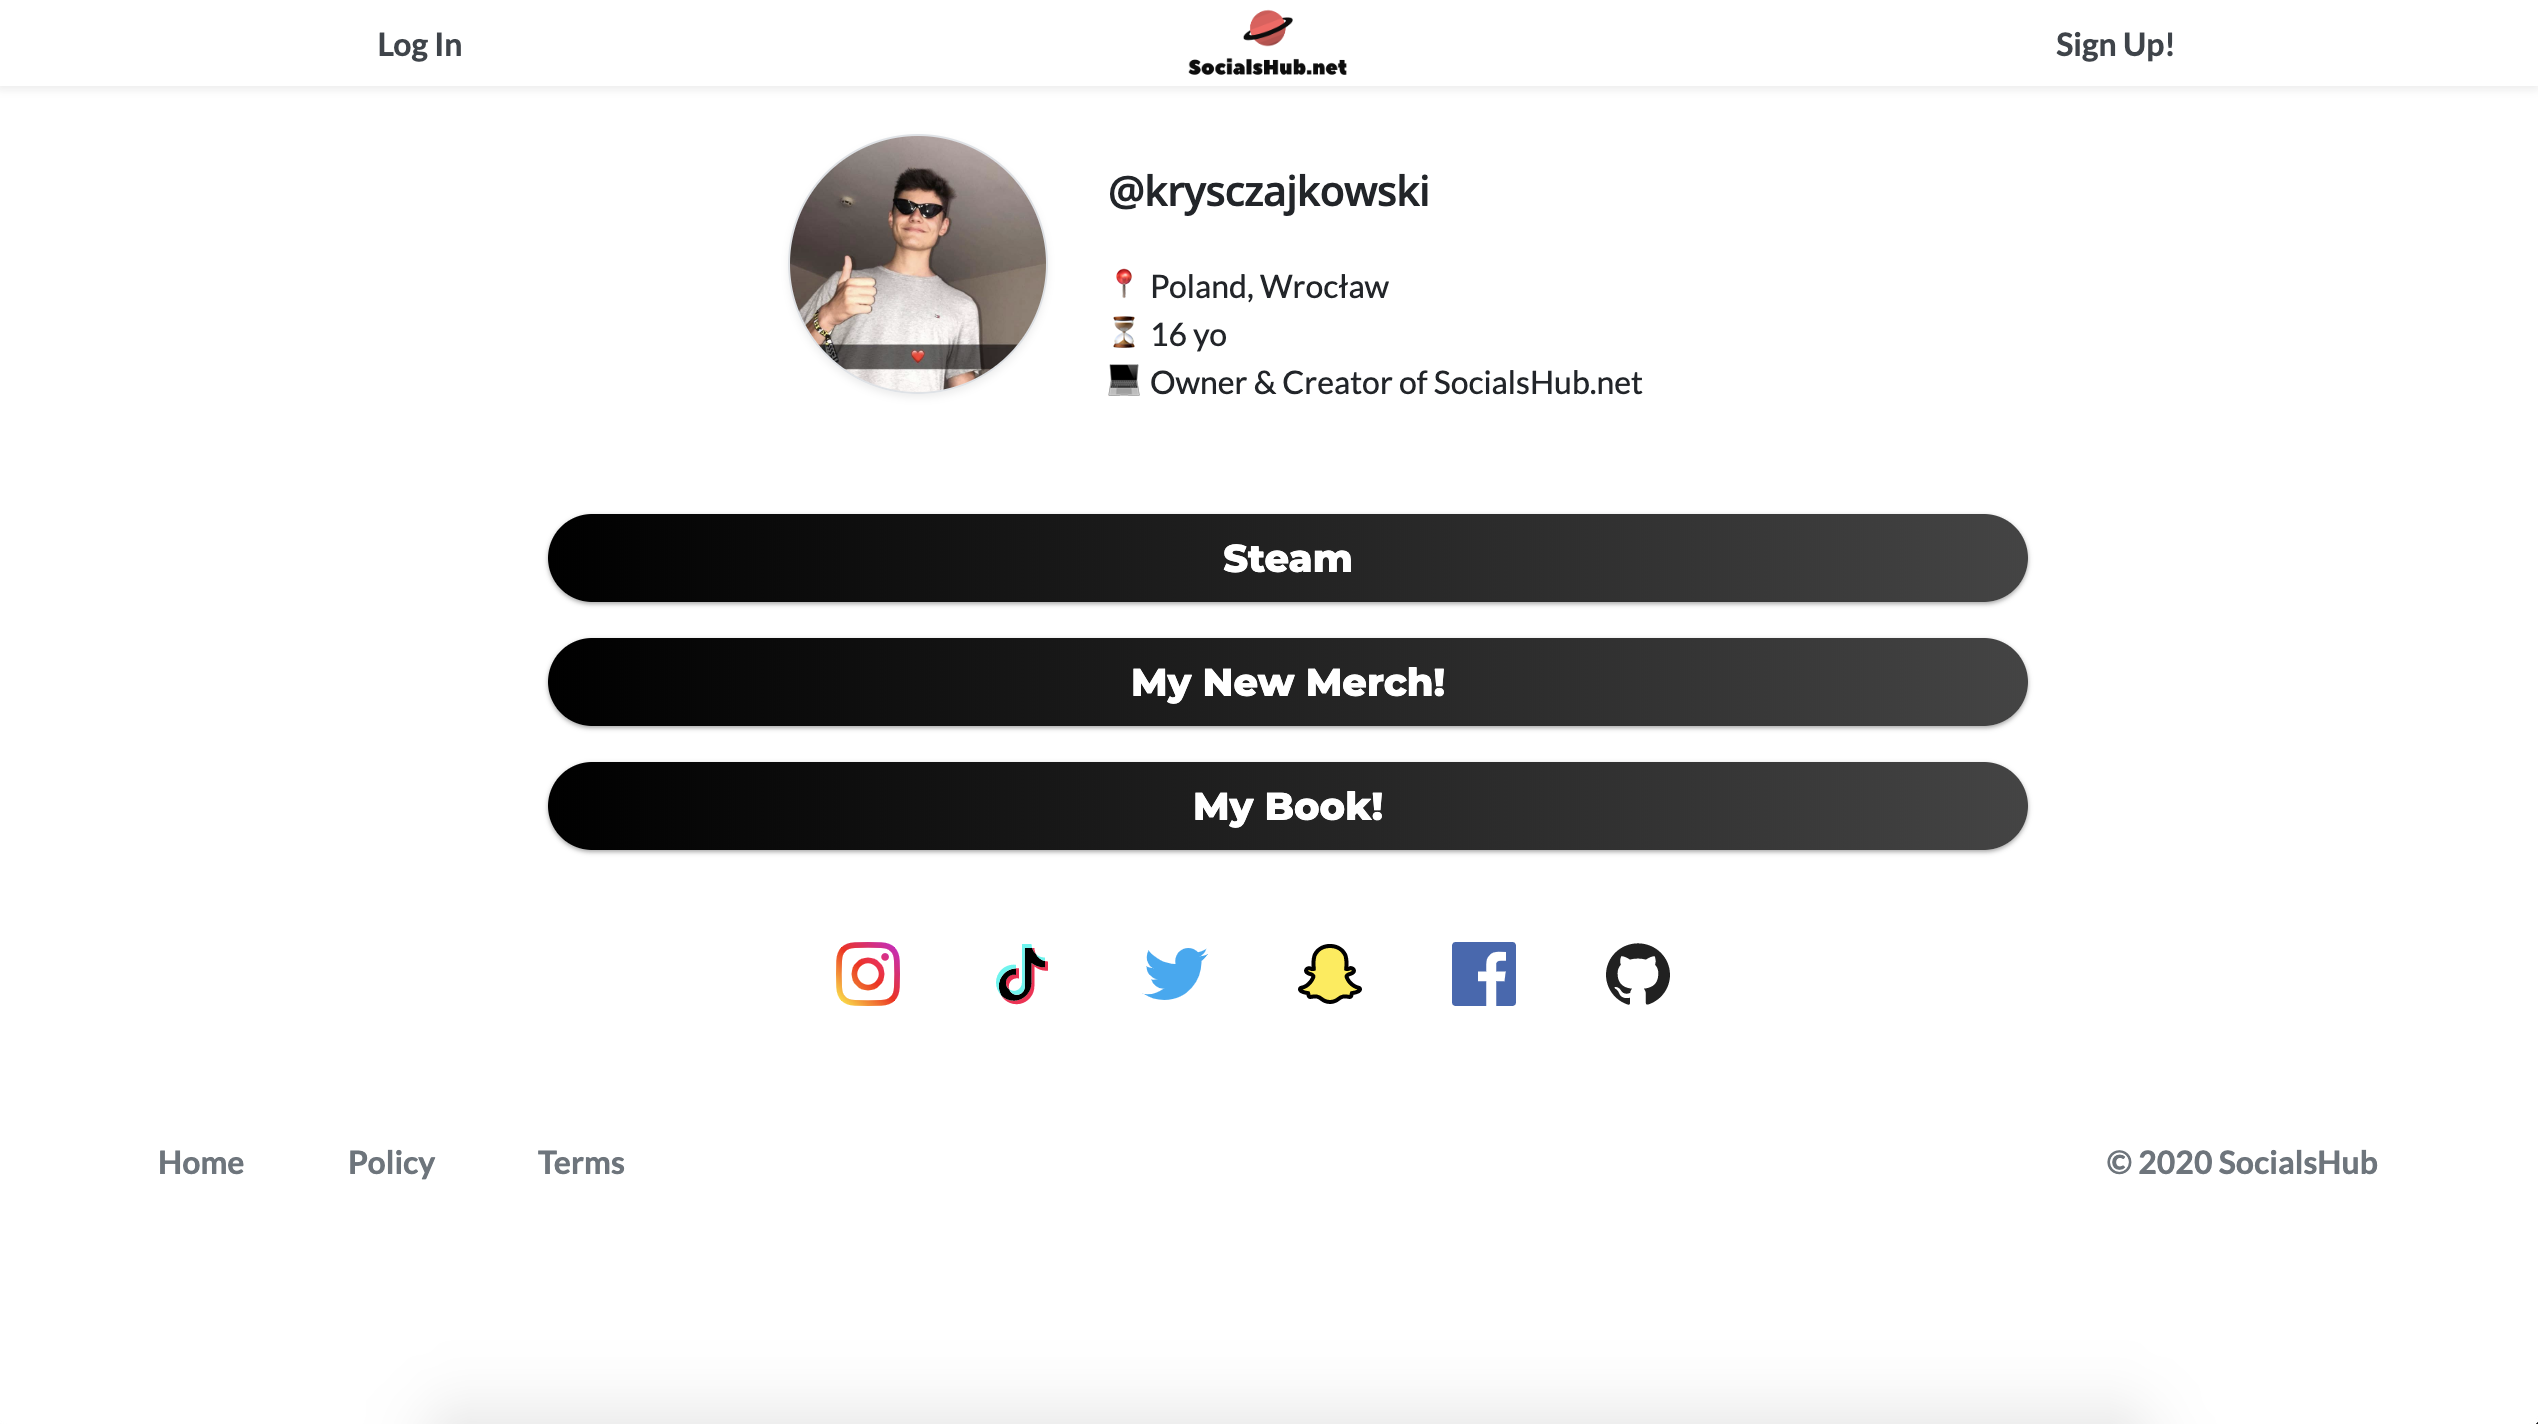 Log In
SocialsHub.net
Sign Up!
@krysczajkowski
📍 Poland, Wrocław
⏳ 16 yo
💻 Owner & Creator of SocialsHub.net
Steam
My New Merch!
My Book!
Home
Policy
Terms
© 2020 SocialsHub